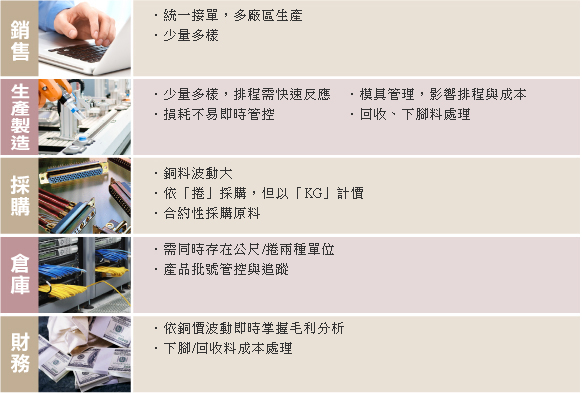 銷售
・統一接單，多廠區生產
・少量多樣
生產製造
・少量多樣，排程需快速反應
・模具管理，影響排程與成本
・損耗不易即時管控
・回收、下腳料處理
採購
・銅料波動大
・依「捲」採購，但以「KG」計價
・合約性採購原料
倉庫
・需同時存在公尺/捲兩種單位
・產品批號管控與追蹤
財務
・依銅價波動即時掌握毛利分析
・下腳/回收料成本處理